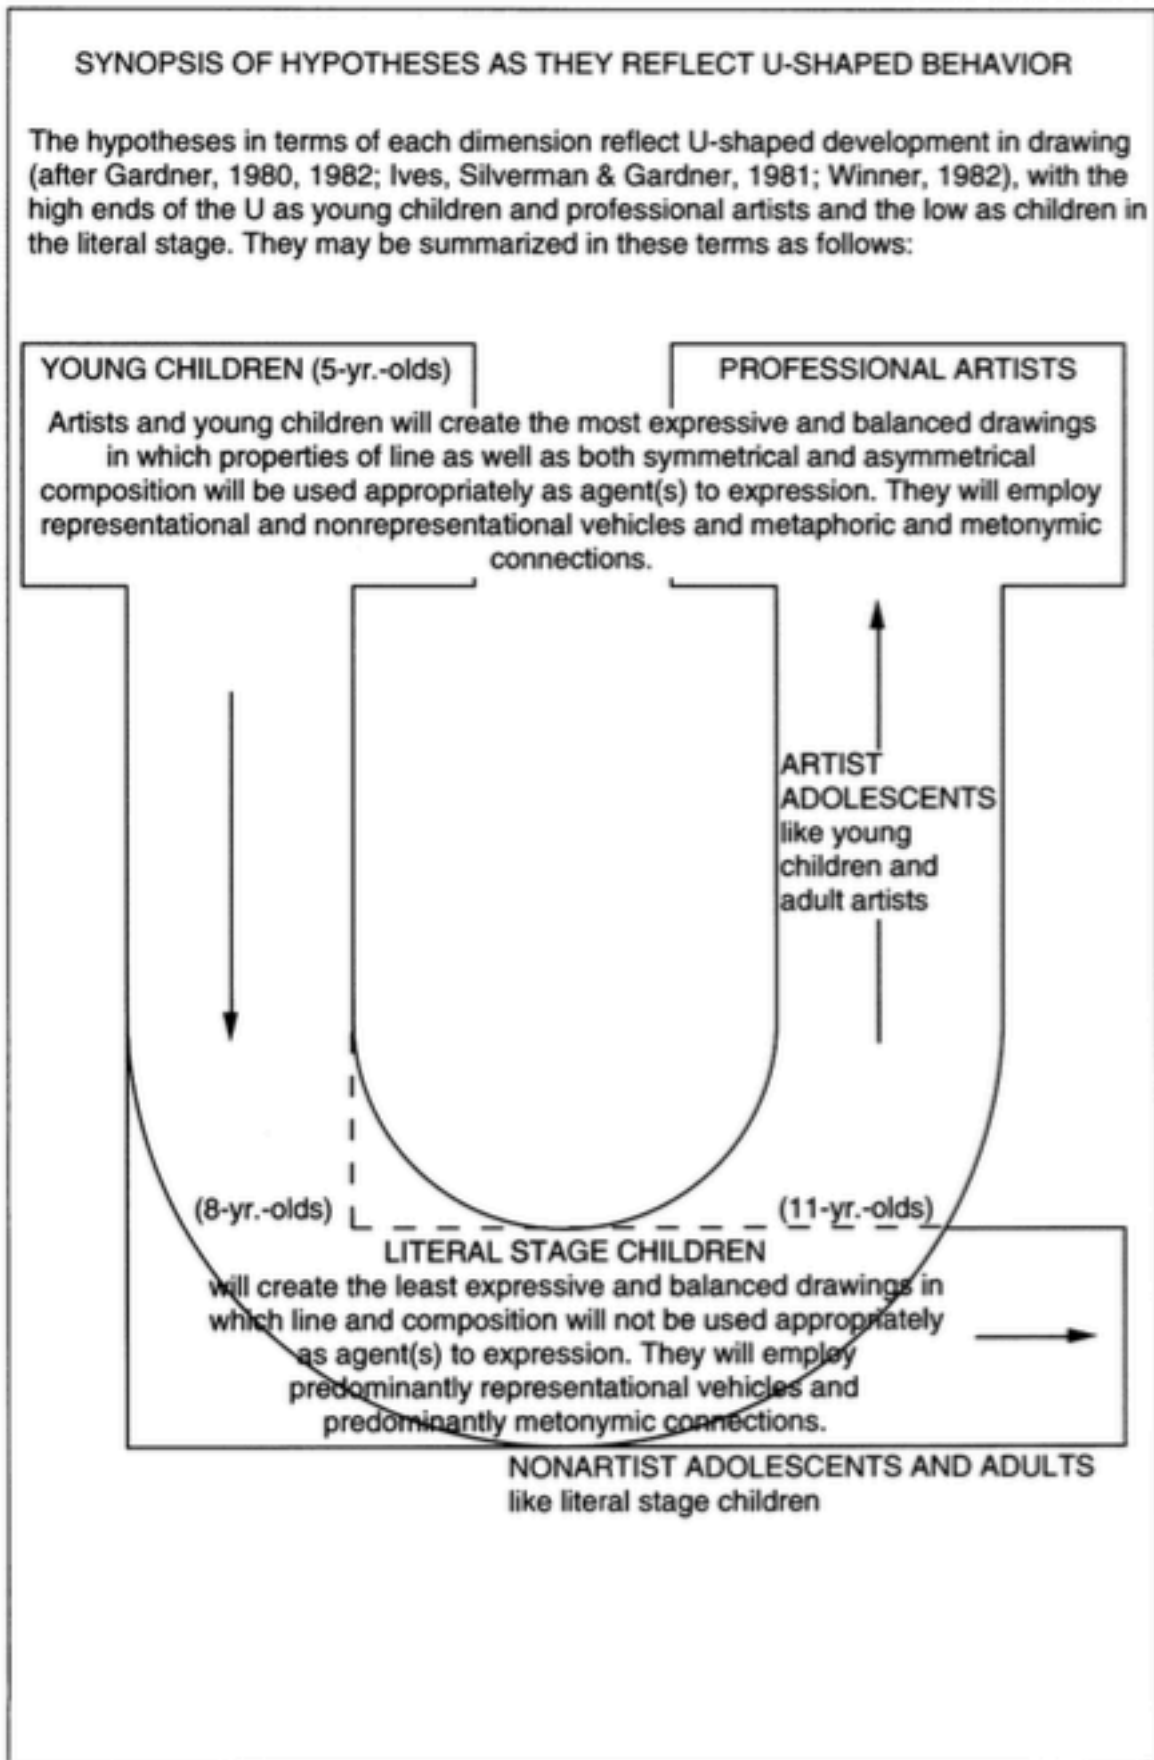 SYNOPSIS OF HYPOTHESES AS THEY REFLECT U-SHAPED BEHAVIOR
The hypotheses in terms of each dimension reflect U-shaped development in drawing
(after Gardner, 1980, 1982; Ives, Silverman & Gardner, 1981; Winner, 1982), with the
high ends of the U as young children and professional artists and the low as children in
the literal stage. They may be summarized in these terms as follows:
YOUNG CHILDREN (5-yr.-olds)
PROFESSIONAL ARTISTS
Artists and young children will create the most expressive and balanced drawings
in which properties of line as well as both symmetrical and asymmetrical
composition will be used appropriately as agent(s) to expression. They will employ
representational and nonrepresentational vehicles and metaphoric and metonymic
connections.
ARTIST
ADOLESCENTS
like young
children and
adult artists
(8-yr.-olds)
(11-yr.-olds)
LITERAL STAGE CHILDREN
will create the least expressive and balanced drawings in
which line and composition will not be used appropriately
as agent(s) to expression. They will employ
predominantly representational vehicles and
predominantly metonymic connections.
NONARTIST ADOLESCENTS AND ADULTS
like literal stage children